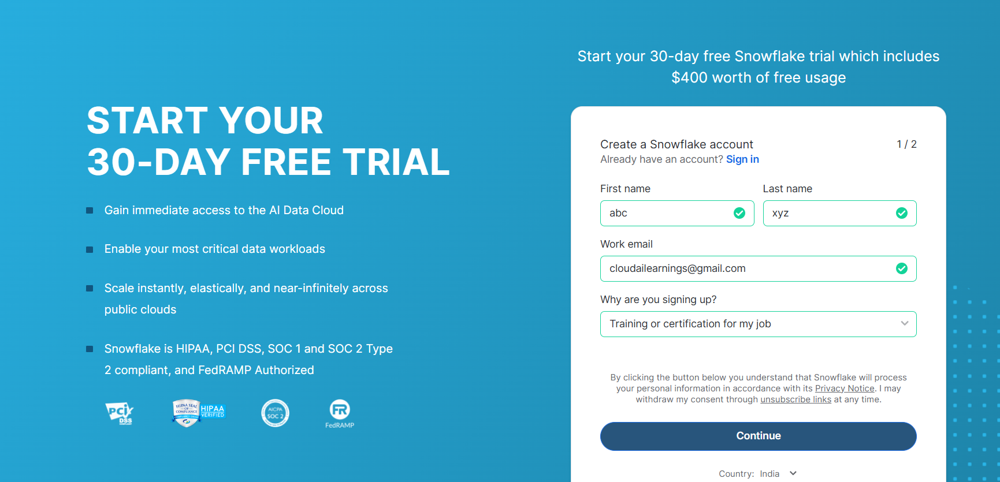 START YOUR
30-DAY FREE TRIAL
Gain immediate access to the AI Data Cloud
Enable your most critical data workloads
Scale instantly, elastically, and near-infinitely across
public clouds
Snowflake is HIPAA, PCI DSS, SOC 1 and SOC 2 Type
2 compliant, and FedRAMP Authorized
PCI
DSS
COMPLIANT
HIPAA SEAL
OF
COMPLIANCE
HIPAA
VERIFIED
AICPA
SOC 2
FR
FedRAMP
Start your 30-day free Snowflake trial which includes
$400 worth of free usage
Create a Snowflake account 1 / 2
Already have an account? Sign in
First name Last name
abc xyz
Work email
cloudailearnings@gmail.com
Why are you signing up?
Training or certification for my job
By clicking the button below you understand that Snowflake will process
your personal information in accordance with its Privacy Notice. I may
withdraw my consent through unsubscribe links at any time.
Continue
Country: India